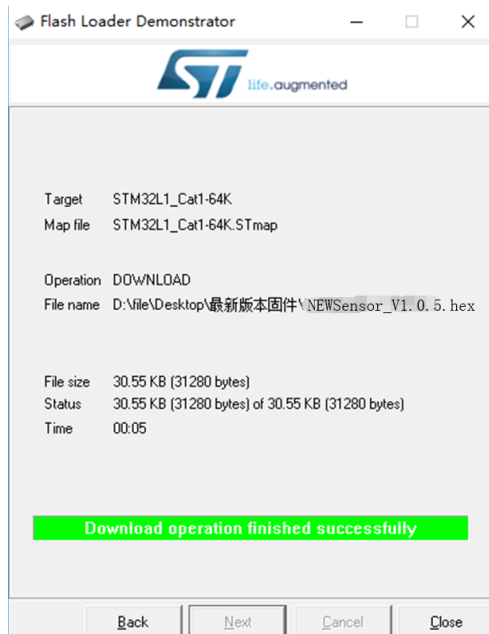 Flash Loader Demonstrator
ST life.augmented
Target STM32L1_Cat1-64K
Map file STM32L1_Cat1-64K.STmap
Operation DOWNLOAD
File name D:\file\Desktop\最新版本固件\NEWSensor_V1.0.5.hex
File size 30.55 KB (31280 bytes)
Status 30.55 KB (31280 bytes) of 30.55 KB (31280 bytes)
Time 00:05
Download operation finished successfully
Back Next Cancel Close